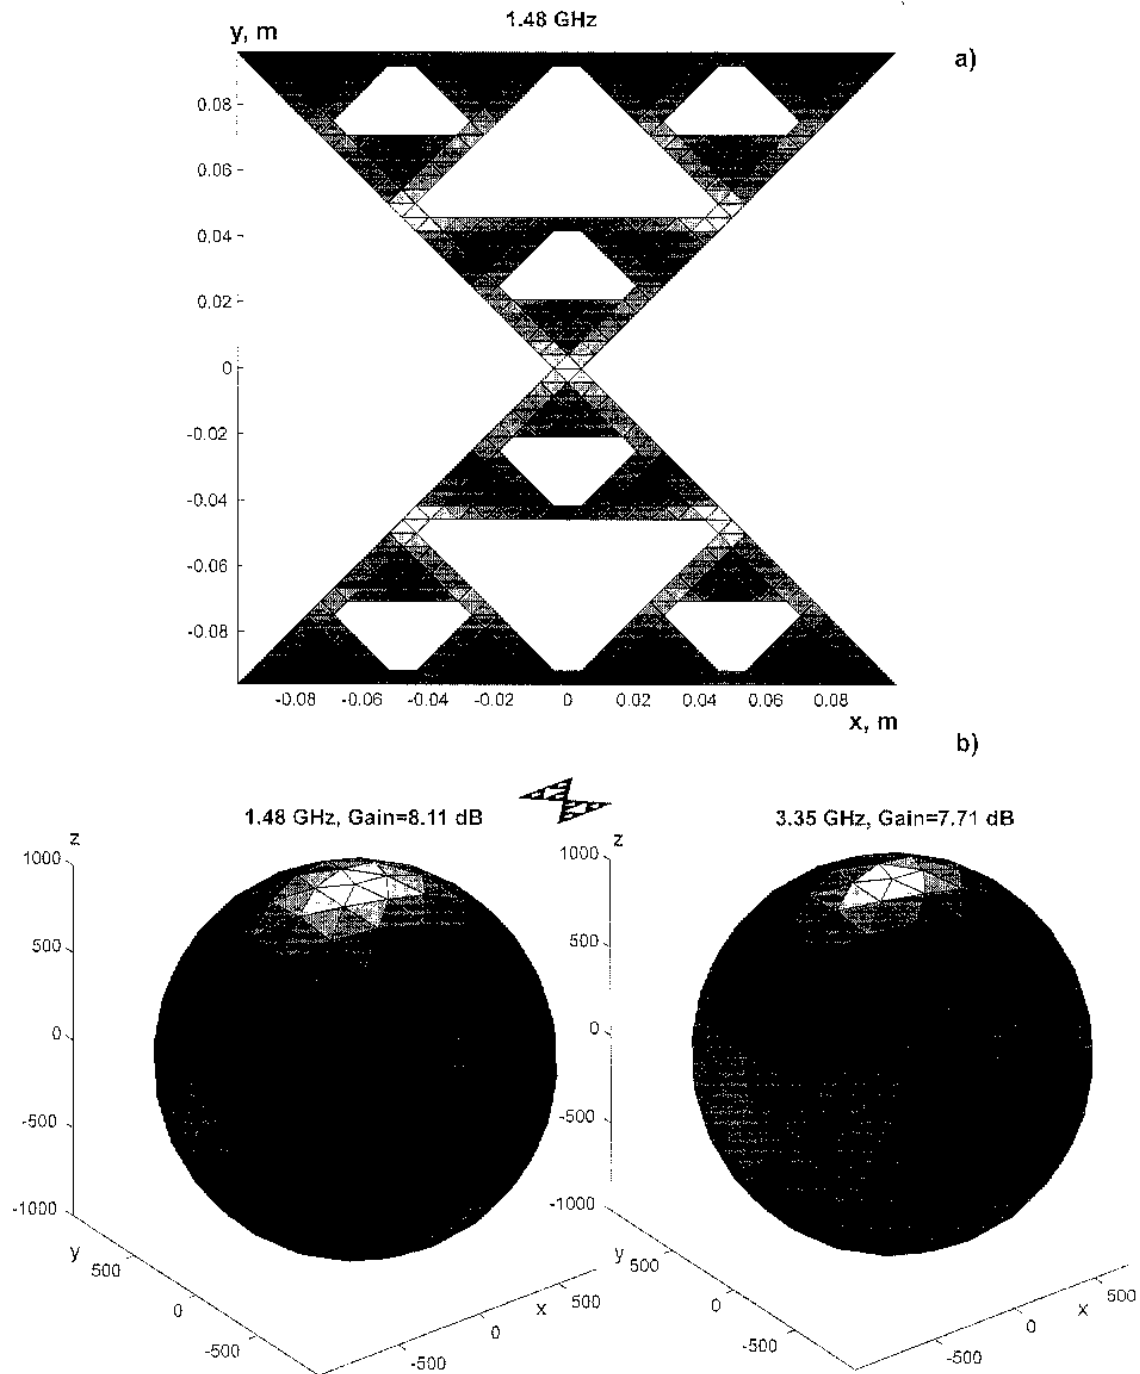 1.48 GHz
y, m
a)
0.08
0.06
0.04
0.02
0
-0.02
-0.04
-0.06
-0.08
-0.08 -0.06 -0.04 -0.02 0 0.02 0.04 0.06 0.08
x, m
b)
1.48 GHz, Gain=8.11 dB
3.35 GHz, Gain=7.71 dB
z
1000
500
0
-500
-1000
y
500
0
-500
-500
0
x
500
z
1000
500
0
-500
-1000
y
500
0
-500
-500
0
x
500